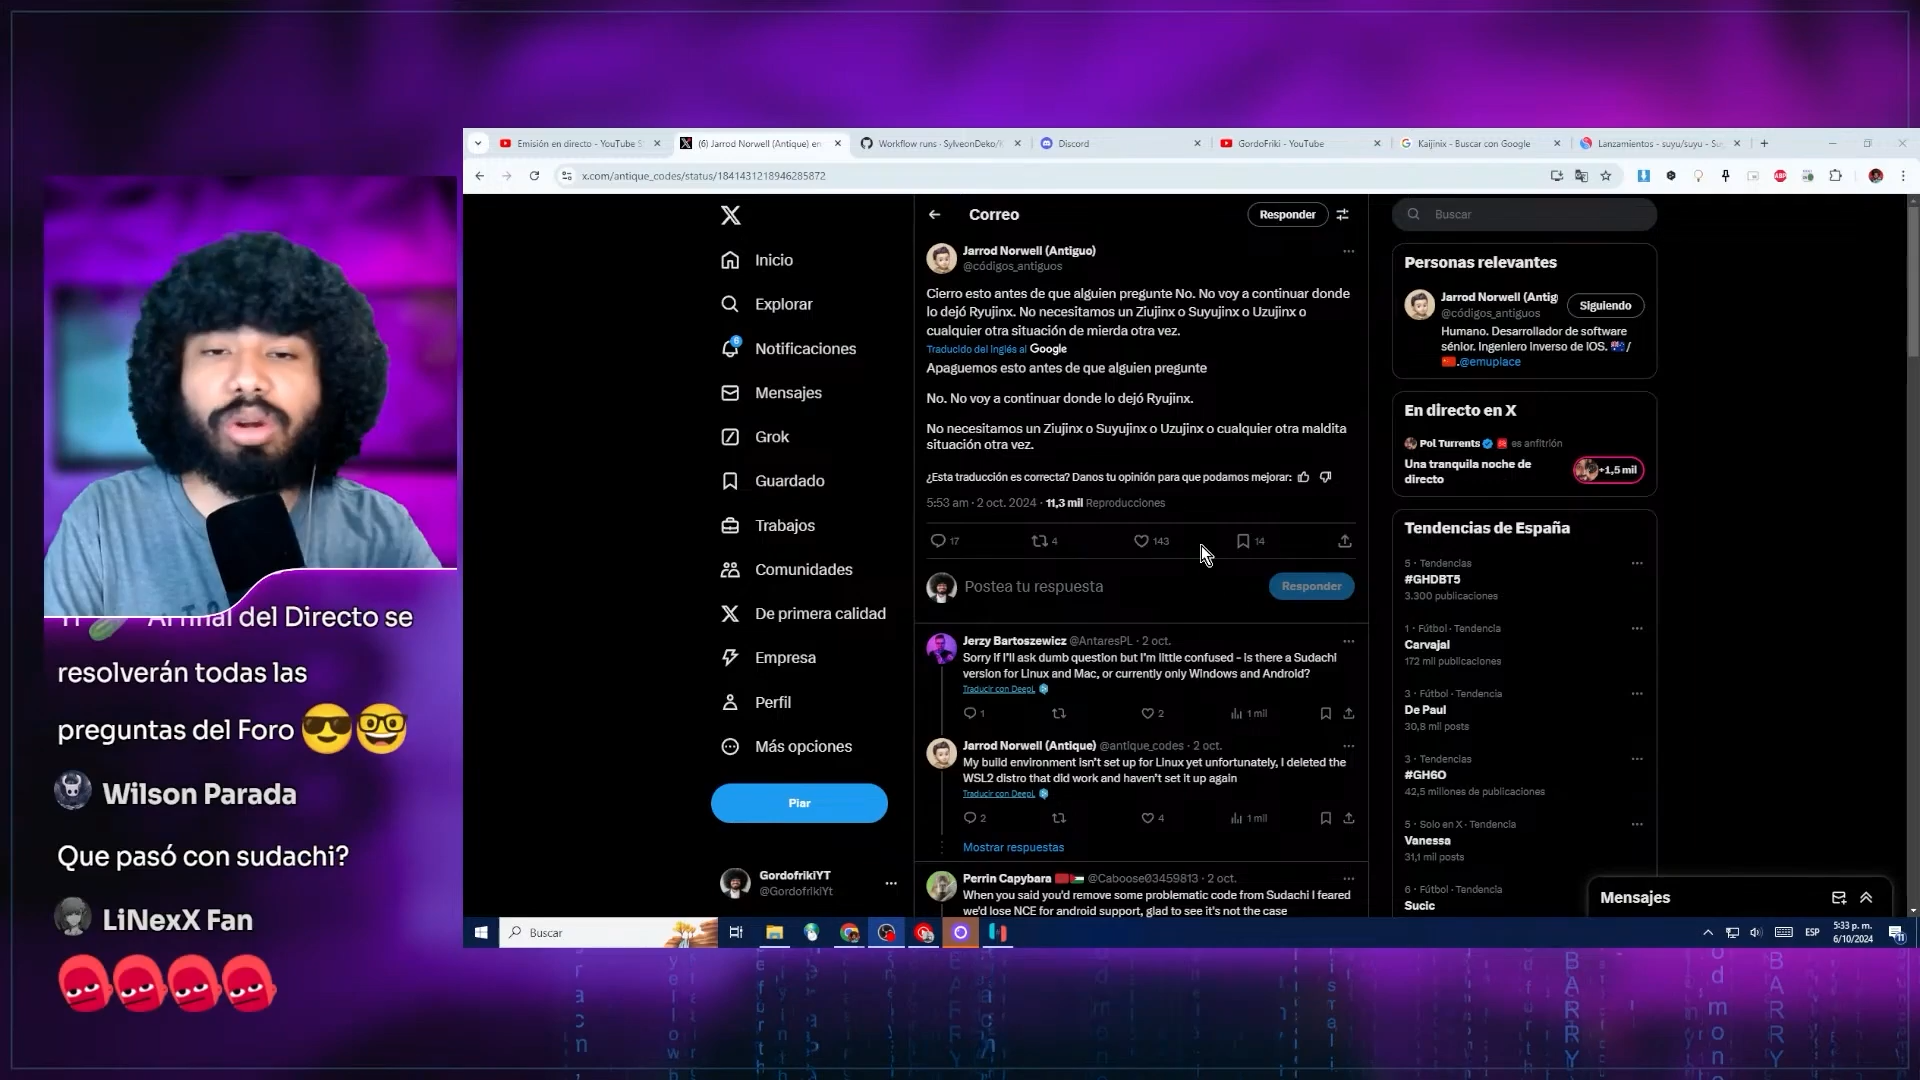 Emisión en directo - YouTube S
(6) Jarrod Norwell (Antique) en
Workflow runs · SylveonDeko/
Discord
GordoFriki - YouTube
Kaijinix - Buscar con Google
Lanzamientos - suyu/suyu - Su
x.com/antique_codes/status/1841431218946285872
Inicio
Explorar
6
Notificaciones
Mensajes
Grok
Guardado
Trabajos
Comunidades
De primera calidad
Empresa
Perfil
Más opciones
Piar
GordofrikiYT
@GordofrikiYt
Correo
Responder
Jarrod Norwell (Antiguo)
@códigos_antiguos
Cierro esto antes de que alguien pregunte No. No voy a continuar donde
lo dejó Ryujinx. No necesitamos un Ziujinx o Suyujinx o Uzujinx o
cualquier otra situación de mierda otra vez.
Traducido del inglés al Google
Apaguemos esto antes de que alguien pregunte
No. No voy a continuar donde lo dejó Ryujinx.
No necesitamos un Ziujinx o Suyujinx o Uzujinx o cualquier otra maldita
situación otra vez.
¿Esta traducción es correcta? Danos tu opinión para que podamos mejorar:
5:53 am · 2 oct. 2024 · 11,3 mil Reproducciones
17
4
143
14
Postea tu respuesta
Responder
Jerzy Bartoszewicz @AntaresPL · 2 oct.
Sorry if I'll ask dumb question but I'm little confused - is there a Sudachi
version for Linux and Mac, or currently only Windows and Android?
Traducir con DeepL
1
2
1 mil
Jarrod Norwell (Antique) @antique_codes · 2 oct.
My build environment isn't set up for Linux yet unfortunately, I deleted the
WSL2 distro that did work and haven't set it up again
Traducir con DeepL
2
4
1 mil
Mostrar respuestas
Perrin Capybara @Caboose03459813 · 2 oct.
When you said you'd remove some problematic code from Sudachi I feared
we'd lose NCE for android support, glad to see it's not the case
Buscar
Personas relevantes
Jarrod Norwell (Antig
@códigos_antiguos
Siguiendo
Humano. Desarrollador de software
sénior. Ingeniero Inverso de IOS. /
.@emuplace
En directo en X
Pol Turrents es anfitrión
Una tranquila noche de
directo
+1,5 mil
Tendencias de España
5 · Tendencias
#GHDBT5
3.300 publicaciones
1 · Fútbol · Tendencia
Carvajal
172 mil publicaciones
3 · Fútbol · Tendencia
De Paul
30,8 mil posts
3 · Tendencias
#GH6O
42,5 millones de publicaciones
5 · Solo en X · Tendencia
Vanessa
31,1 mil posts
6 · Fútbol · Tendencia
Sucic
Mensajes
Buscar
ESP
5:33 p. m.
6/10/2024
11
Al final del Directo se
resolverán todas las
preguntas del Foro
Wilson Parada
Que pasó con sudachi?
LiNexX Fan